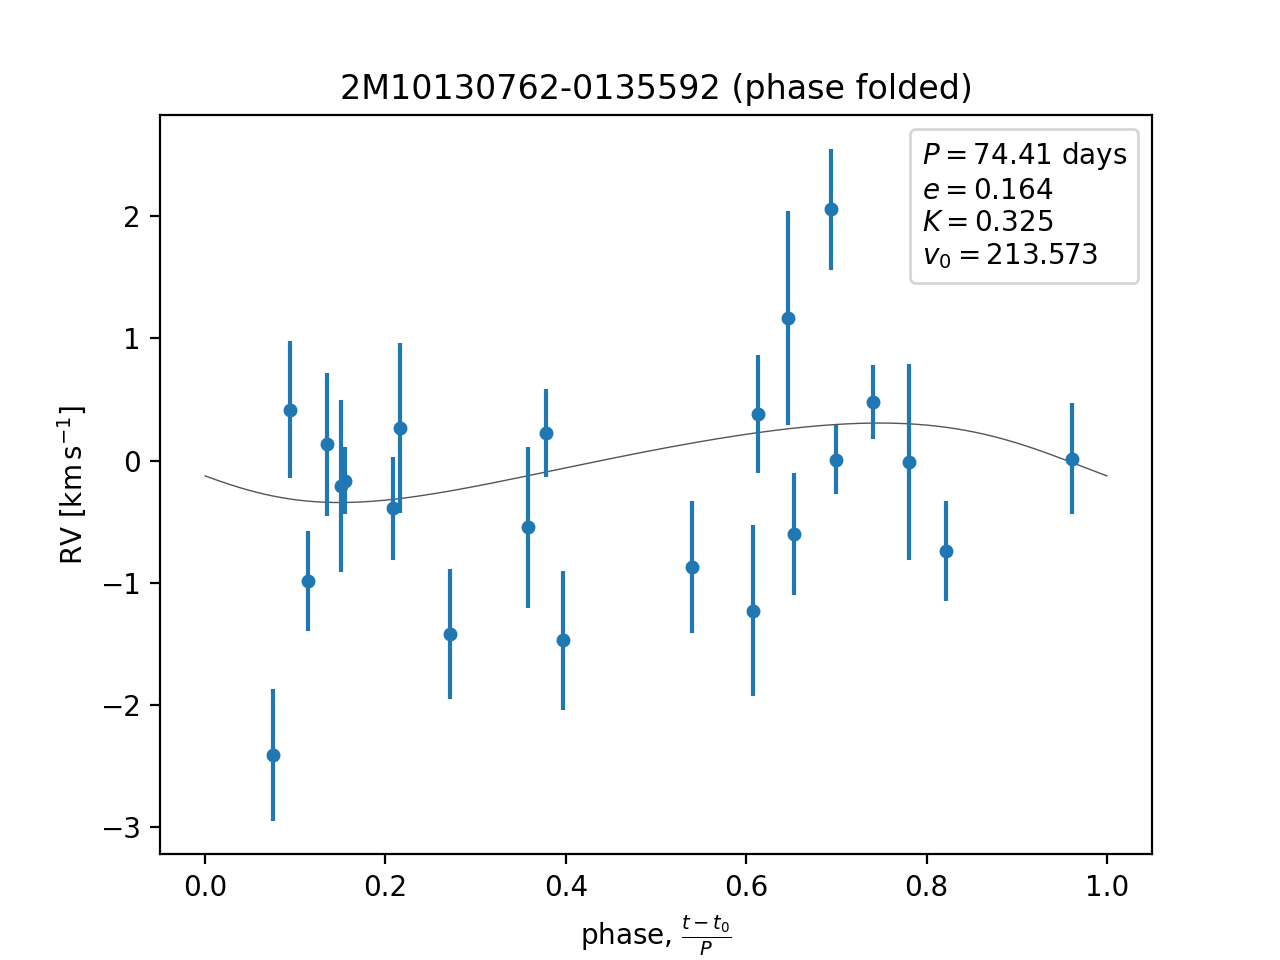 2M10130762-0135592 (phase folded)
P = 74.41 days
e = 0.164
K = 0.325
v₀ = 213.573
2
1
0
−1
−2
−3
RV [km s⁻¹]
0.0 0.2 0.4 0.6 0.8 1.0
phase, (t − t₀)/P